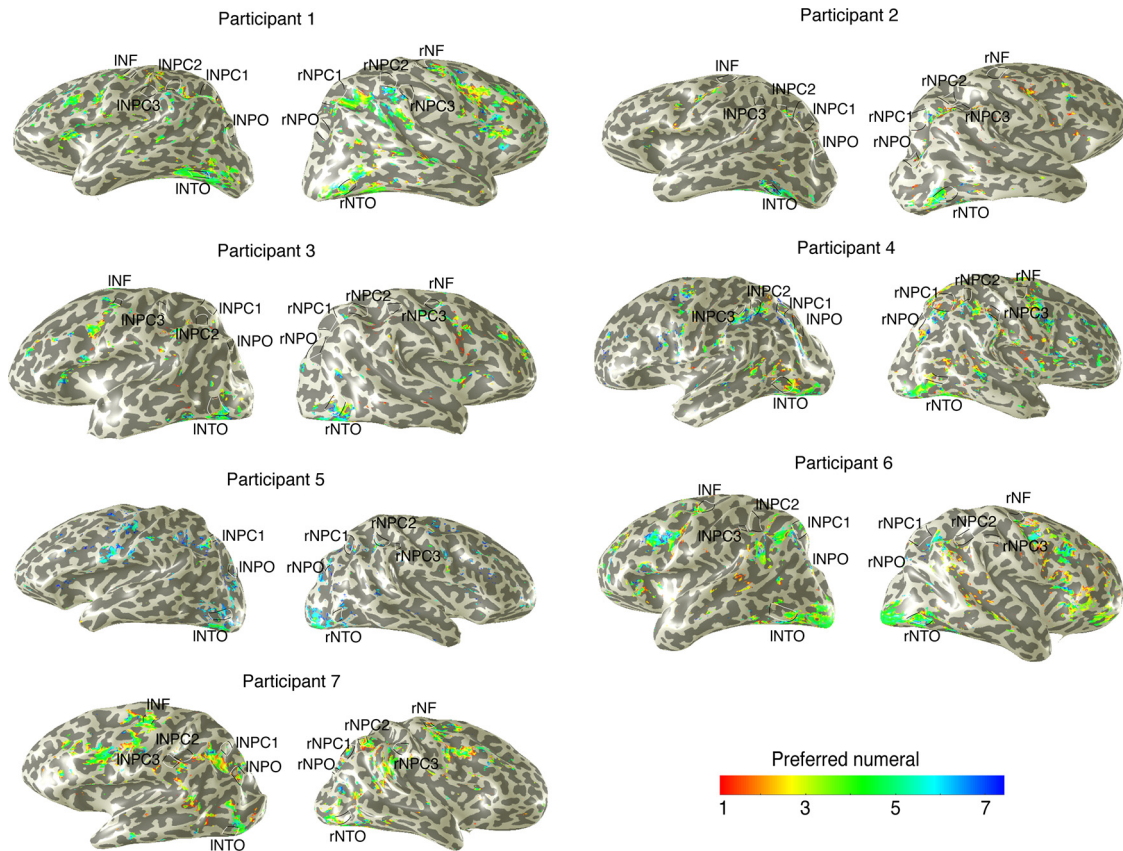 Participant 1
lNF
lNPC2
lNPC1
lNPC3
lNPO
lNTO
rNF
rNPC2
rNPC1
rNPC3
rNPO
rNTO
Participant 2
lNF
lNPC2
lNPC1
lNPC3
lNPO
lNTO
rNF
rNPC2
rNPC1
rNPC3
rNPO
rNTO
Participant 3
lNF
lNPC1
lNPC3
lNPC2
lNPO
lNTO
rNF
rNPC2
rNPC1
rNPC3
rNPO
rNTO
Participant 4
lNPC2
lNPC1
lNPC3
lNPO
lNTO
rNF
rNPC2
rNPC1
rNPC3
rNPO
rNTO
Participant 5
lNPC1
lNPO
lNTO
rNPC2
rNPC1
rNPC3
rNPO
rNTO
Participant 6
lNF
lNPC2
lNPC1
lNPC3
lNPO
lNTO
rNF
rNPC2
rNPC1
rNPC3
rNPO
rNTO
Participant 7
lNF
lNPC2
lNPC1
lNPC3
lNPO
lNTO
rNF
rNPC2
rNPC1
rNPC3
rNPO
rNTO
Preferred numeral
1 3 5 7